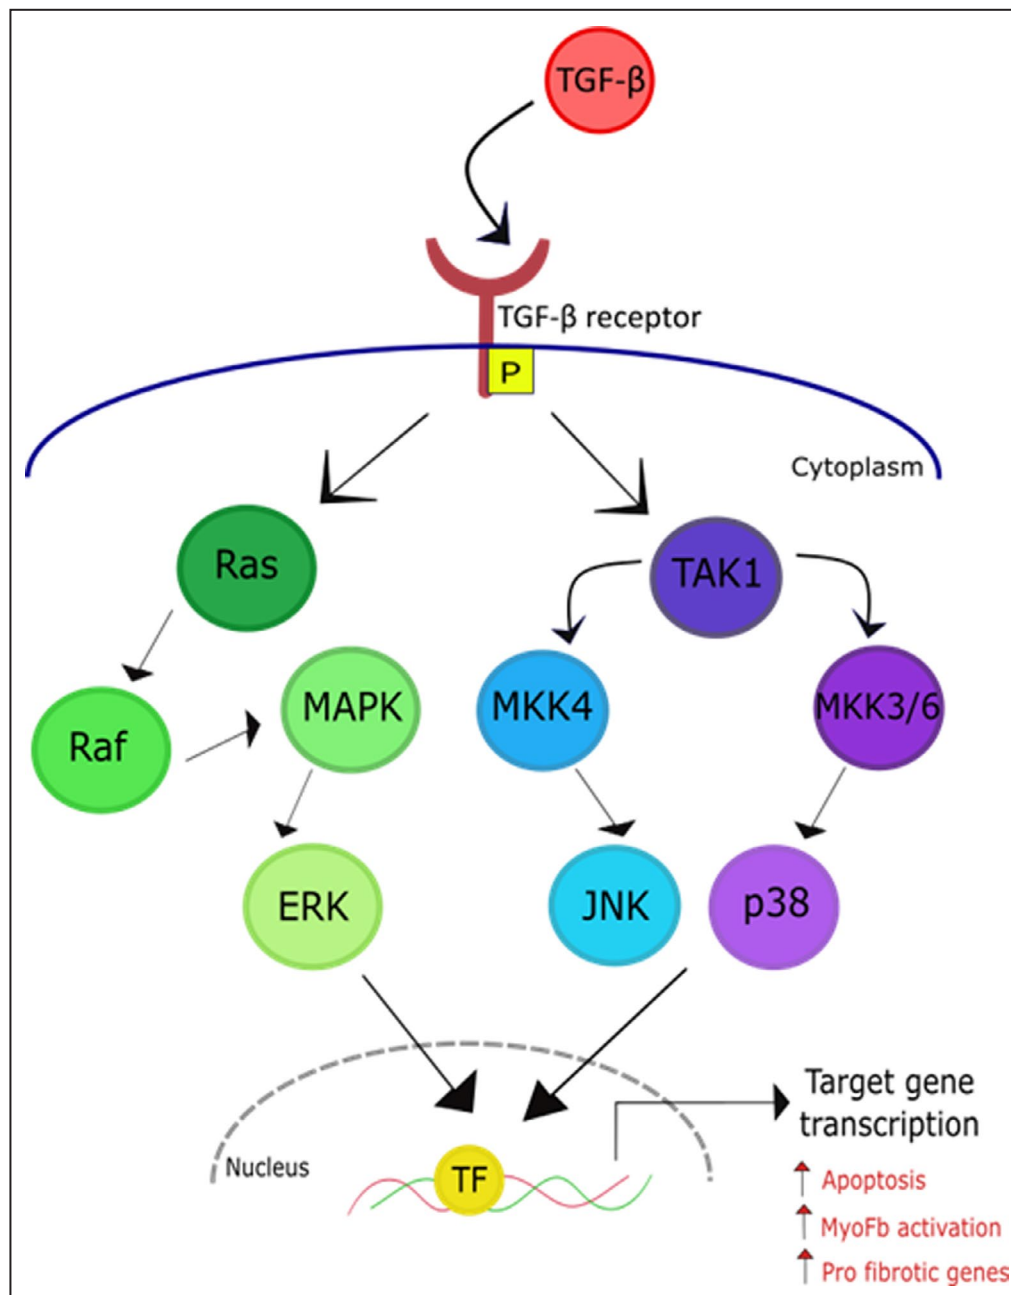 TGF-β
TGF-β receptor
P
Cytoplasm
Ras
TAK1
Raf
MAPK
MKK4
MKK3/6
ERK
JNK
p38
Target gene
transcription
Nucleus
TF
Apoptosis
MyoFb activation
Pro fibrotic genes